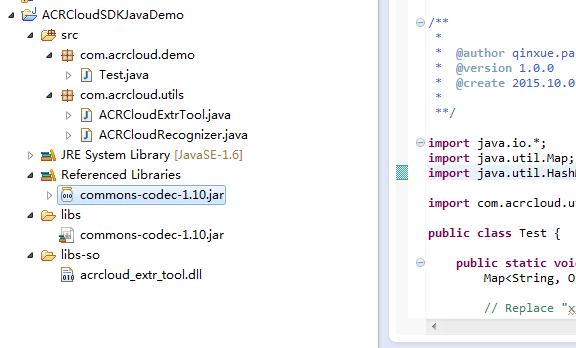 ACRCloudSDKJavaDemo
src
com.acrcloud.demo
Test.java
com.acrcloud.utils
ACRCloudExtrTool.java
ACRCloudRecognizer.java
JRE System Library [JavaSE-1.6]
Referenced Libraries
commons-codec-1.10.jar
libs
commons-codec-1.10.jar
libs-so
acrcloud_extr_tool.dll
/**
*
* @author qinxue.pa
* @version 1.0.0
* @create 2015.10.0
*
**/
import java.io.*;
import java.util.Map;
import java.util.Hash
import com.acrcloud.u
public class Test {
public static voi
Map<String, O
// Replace "x